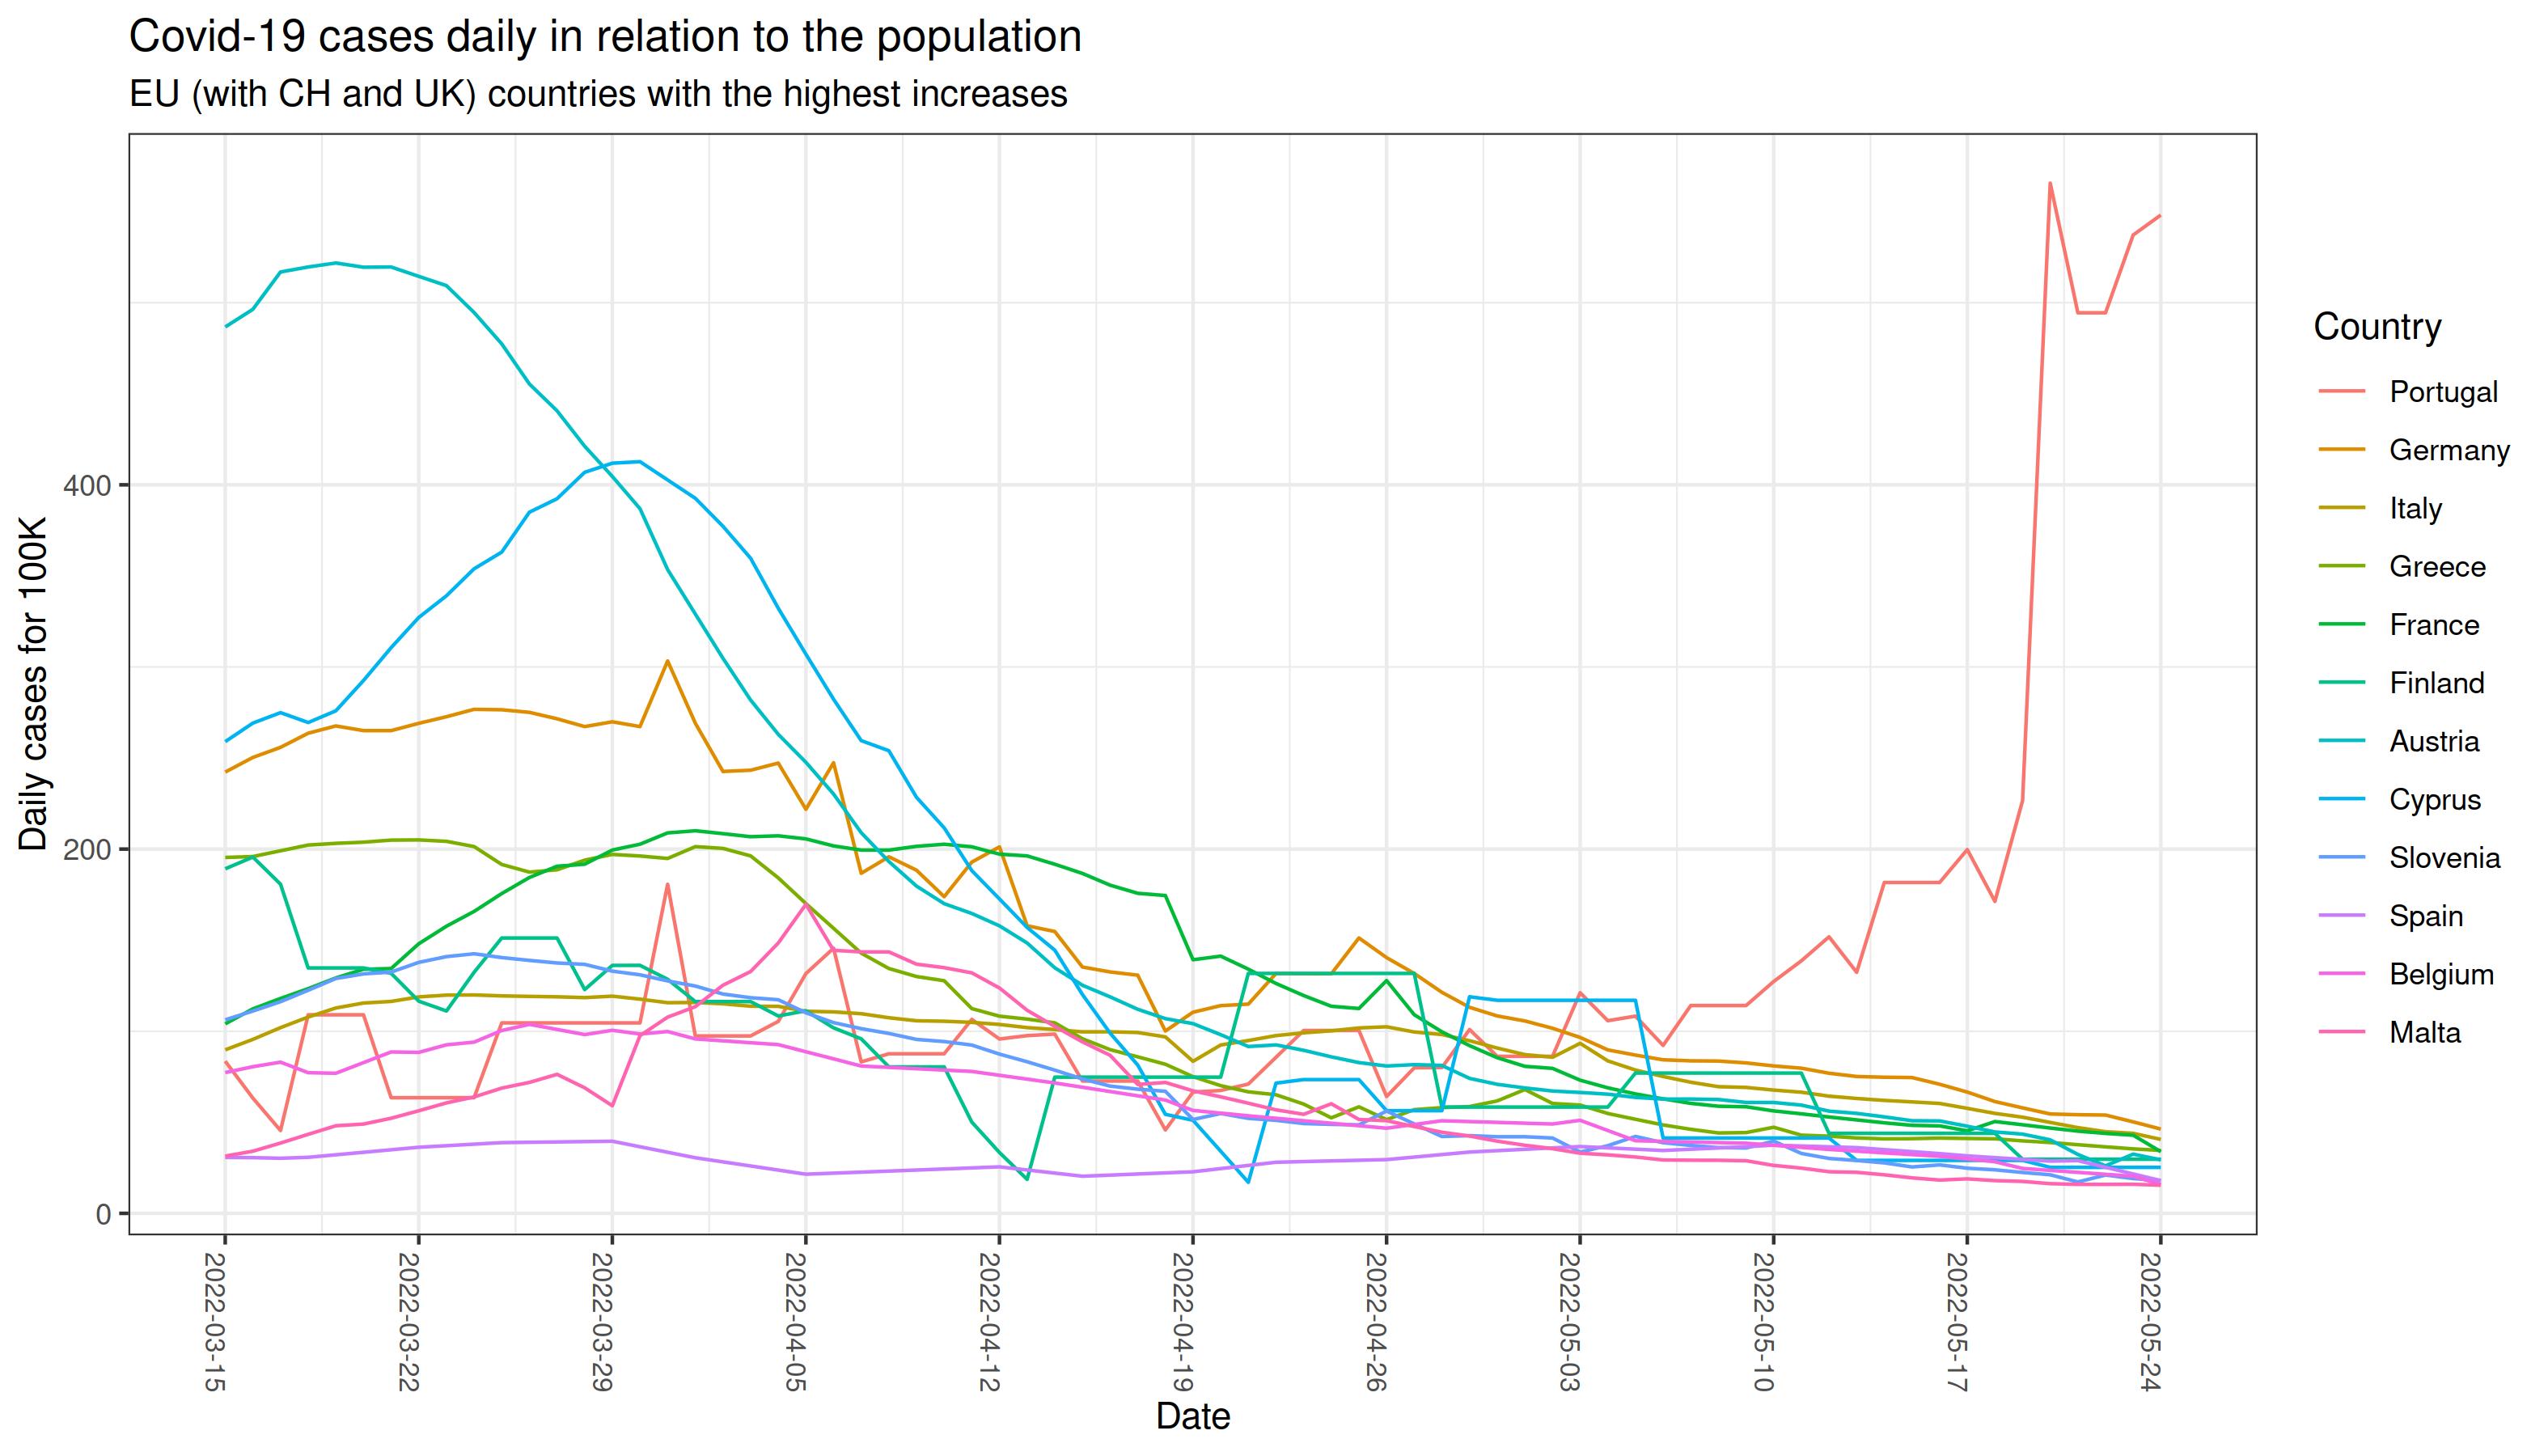 Covid-19 cases daily in relation to the population
EU (with CH and UK) countries with the highest increases
Daily cases for 100K
400
200
0
2022-03-15
2022-03-22
2022-03-29
2022-04-05
2022-04-12
2022-04-19
2022-04-26
2022-05-03
2022-05-10
2022-05-17
2022-05-24
Date
Country
Portugal
Germany
Italy
Greece
France
Finland
Austria
Cyprus
Slovenia
Spain
Belgium
Malta